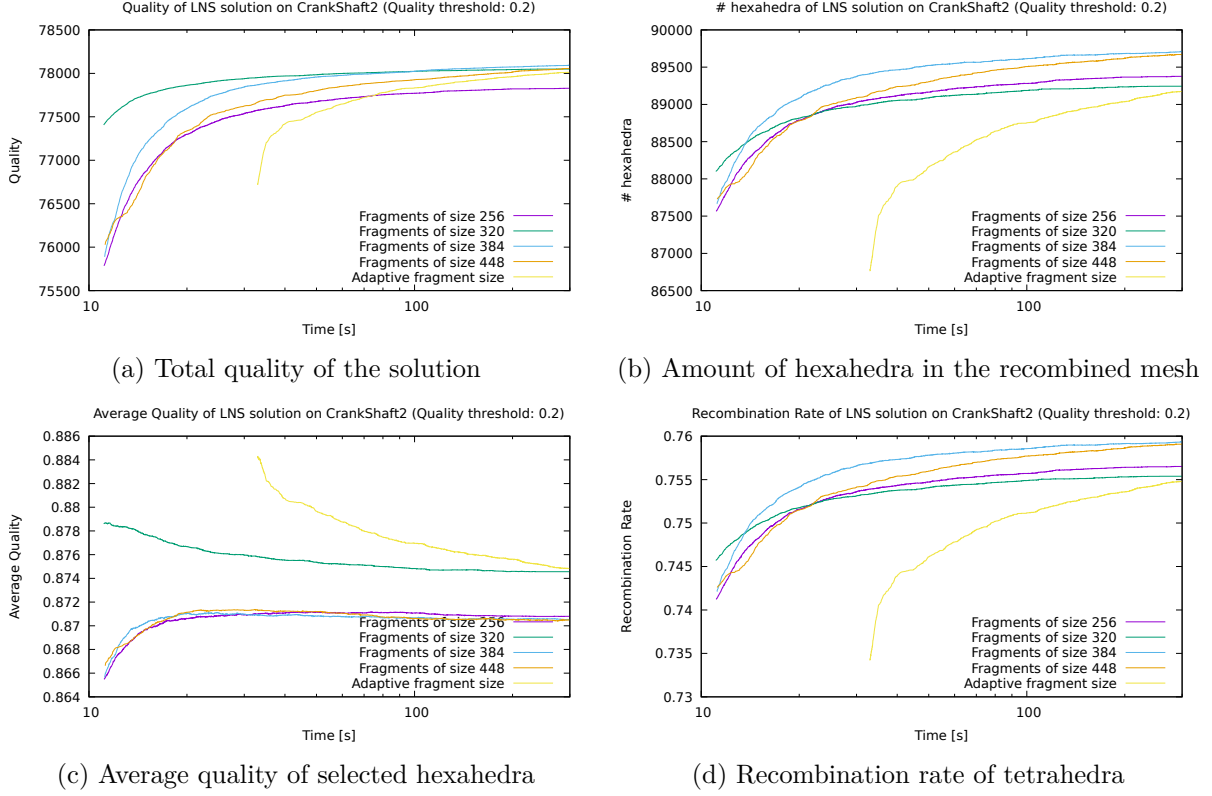 Quality of LNS solution on CrankShaft2 (Quality threshold: 0.2)
78500
78000
77500
77000
76500
76000
75500
Quality
Fragments of size 256
Fragments of size 320
Fragments of size 384
Fragments of size 448
Adaptive fragment size
10
100
Time [s]
(a) Total quality of the solution
# hexahedra of LNS solution on CrankShaft2 (Quality threshold: 0.2)
90000
89500
89000
88500
88000
87500
87000
86500
# hexahedra
Fragments of size 256
Fragments of size 320
Fragments of size 384
Fragments of size 448
Adaptive fragment size
10
100
Time [s]
(b) Amount of hexahedra in the recombined mesh
Average Quality of LNS solution on CrankShaft2 (Quality threshold: 0.2)
0.886
0.884
0.882
0.88
0.878
0.876
0.874
0.872
0.87
0.868
0.866
0.864
Average Quality
Fragments of size 256
Fragments of size 320
Fragments of size 384
Fragments of size 448
Adaptive fragment size
10
100
Time [s]
(c) Average quality of selected hexahedra
Recombination Rate of LNS solution on CrankShaft2 (Quality threshold: 0.2)
0.76
0.755
0.75
0.745
0.74
0.735
0.73
Recombination Rate
Fragments of size 256
Fragments of size 320
Fragments of size 384
Fragments of size 448
Adaptive fragment size
10
100
Time [s]
(d) Recombination rate of tetrahedra